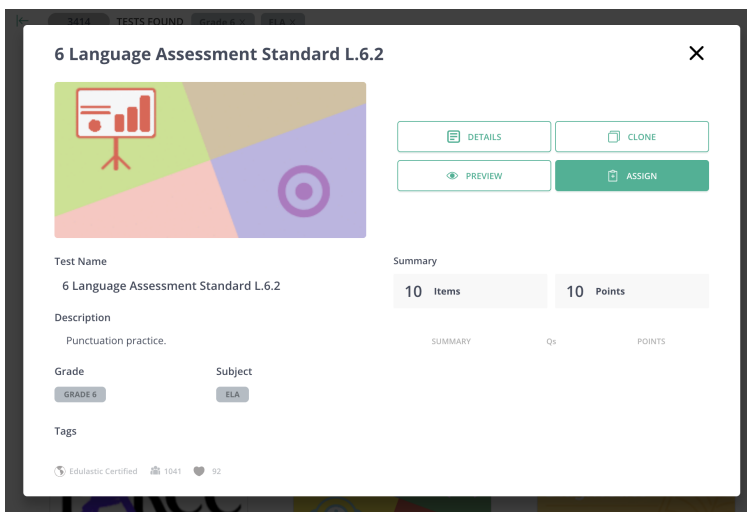 3414 TESTS FOUND Grade 6 x ELA x
6 Language Assessment Standard L.6.2
DETAILS
CLONE
PREVIEW
ASSIGN
Test Name
6 Language Assessment Standard L.6.2
Description
Punctuation practice.
Grade
Subject
GRADE 6
ELA
Tags
Edulastic Certified 1041 92
Summary
10 Items
10 Points
SUMMARY Qs POINTS